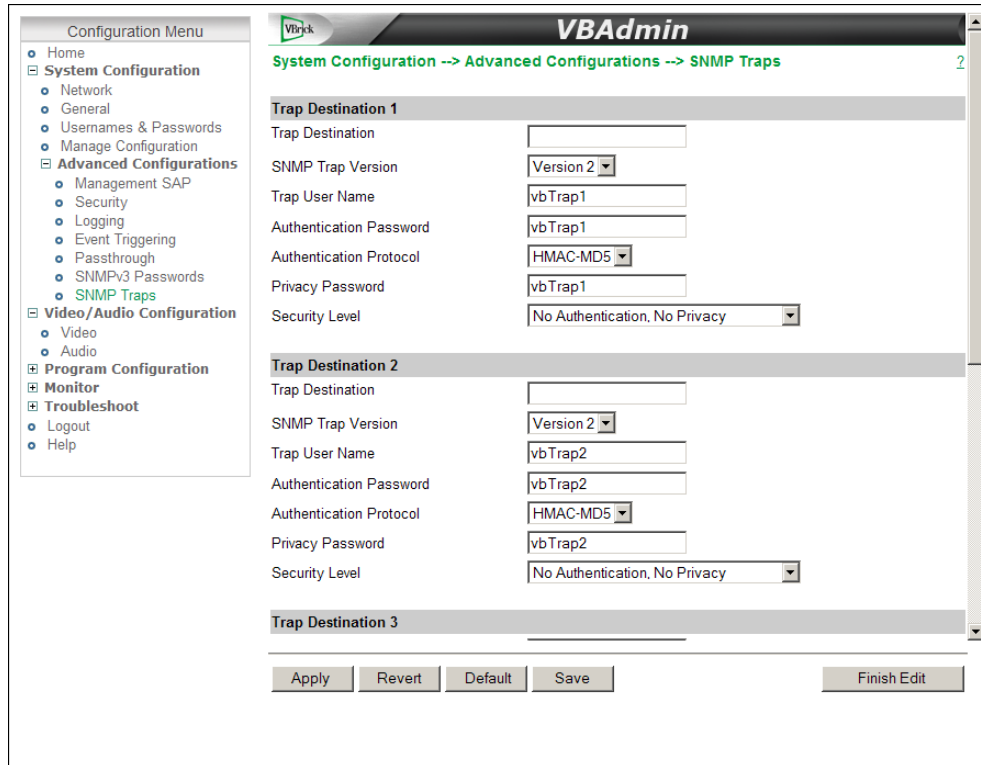 Configuration Menu
Home
System Configuration
Network
General
Usernames & Passwords
Manage Configuration
Advanced Configurations
Management SAP
Security
Logging
Event Triggering
Passthrough
SNMPv3 Passwords
SNMP Traps
Video/Audio Configuration
Video
Audio
Program Configuration
Monitor
Troubleshoot
Logout
Help
VBrick
VBAdmin
System Configuration --> Advanced Configurations --> SNMP Traps ?
Trap Destination 1
Trap Destination
SNMP Trap Version Version 2
Trap User Name vbTrap1
Authentication Password vbTrap1
Authentication Protocol HMAC-MD5
Privacy Password vbTrap1
Security Level No Authentication, No Privacy
Trap Destination 2
Trap Destination
SNMP Trap Version Version 2
Trap User Name vbTrap2
Authentication Password vbTrap2
Authentication Protocol HMAC-MD5
Privacy Password vbTrap2
Security Level No Authentication, No Privacy
Trap Destination 3
Apply Revert Default Save Finish Edit